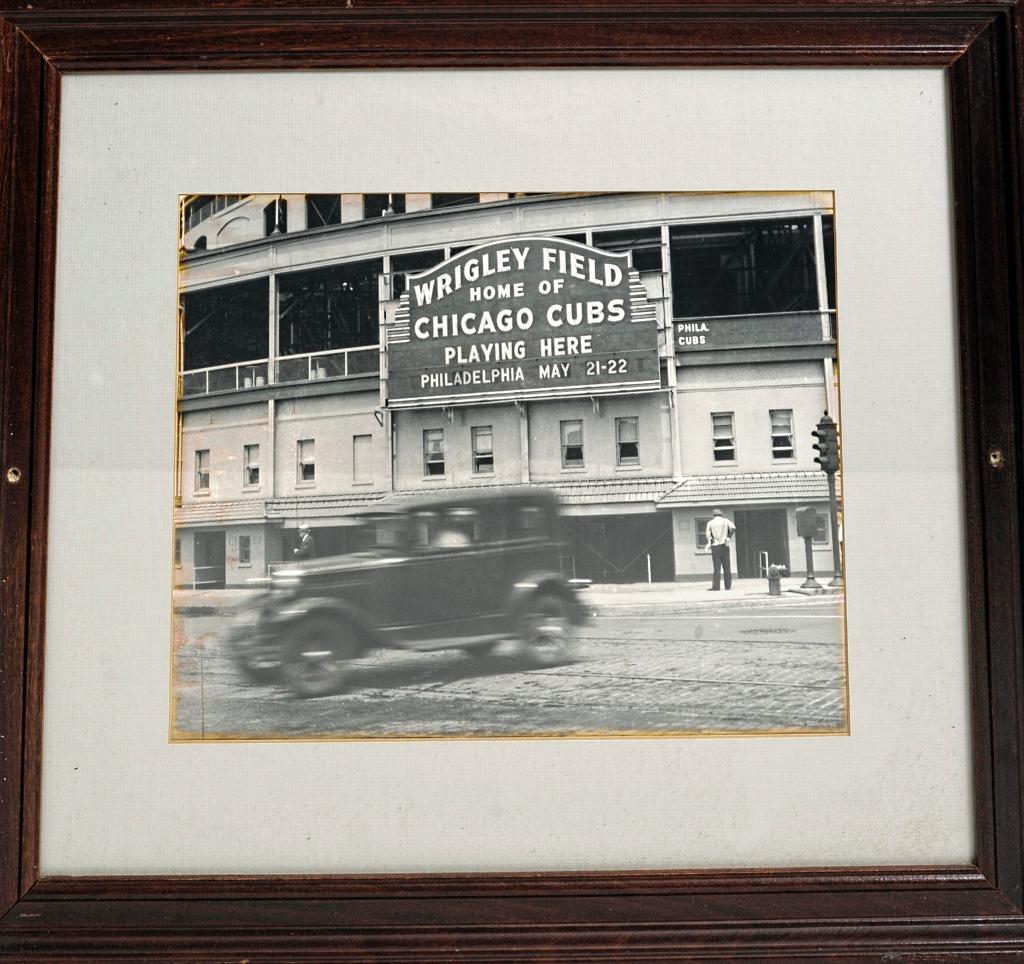 WRIGLEY FIELD
HOME OF
CHICAGO CUBS
PLAYING HERE
PHILADELPHIA MAY 21-22
PHILA.
CUBS